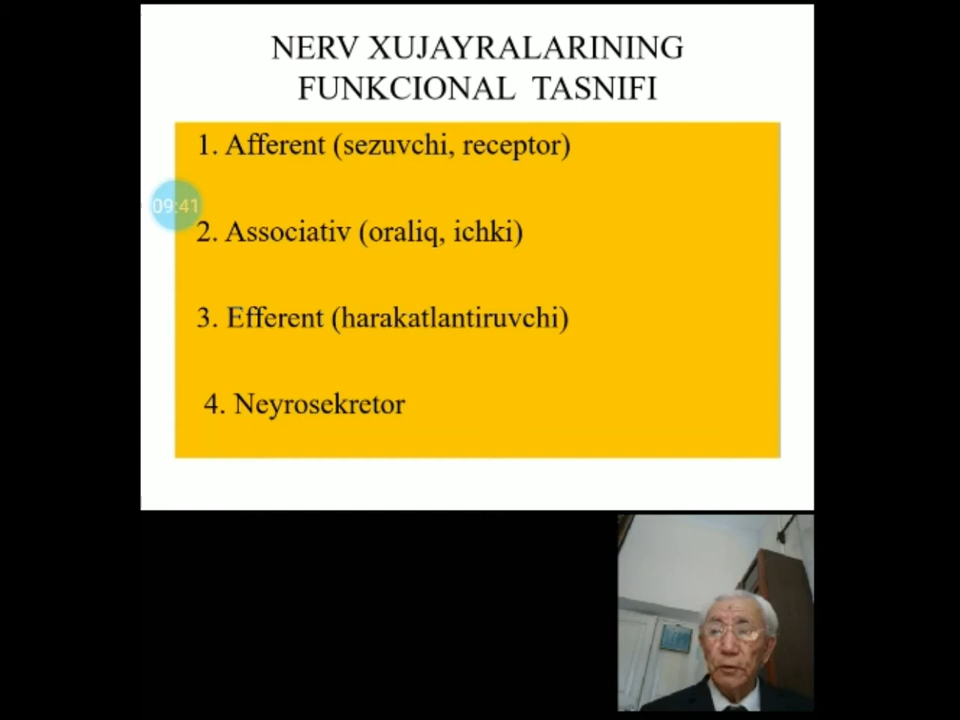 NERV XUJAYRALARINING
FUNKCIONAL TASNIFI
1. Afferent (sezuvchi, receptor)
09:41
2. Associativ (oraliq, ichki)
3. Efferent (harakatlantiruvchi)
4. Neyrosekretor